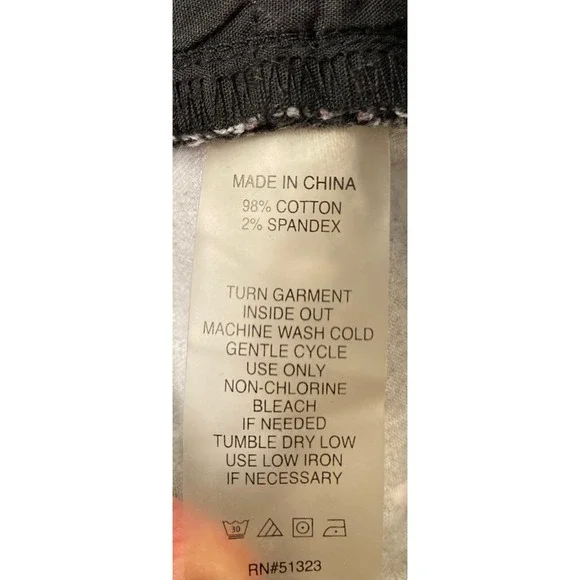 MADE IN CHINA
98% COTTON
2% SPANDEX
TURN GARMENT
INSIDE OUT
MACHINE WASH COLD
GENTLE CYCLE
USE ONLY
NON-CHLORINE
BLEACH
IF NEEDED
TUMBLE DRY LOW
USE LOW IRON
IF NECESSARY
30
RN#51323